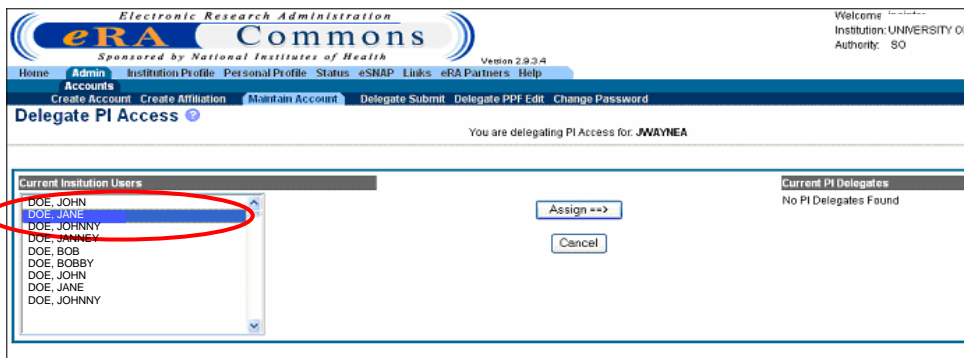 Electronic Research Administration
eRA Commons
Sponsored by National Institutes of Health
Version 2.9.3.4
Welcome
Institution: UNIVERSITY O
Authority: SO
Home Admin Institution Profile Personal Profile Status eSNAP Links eRA Partners Help
Accounts
Create Account Create Affiliation Maintain Account Delegate Submit Delegate PPF Edit Change Password
Delegate PI Access ?
You are delegating PI Access for: JWAYNEA
Current Insitution Users
DOE, JOHN
DOE, JANE
DOE, JOHNNY
DOE, JANNEY
DOE, BOB
DOE, BOBBY
DOE, JOHN
DOE, JANE
DOE, JOHNNY
Assign ==>
Cancel
Current PI Delegates
No PI Delegates Found